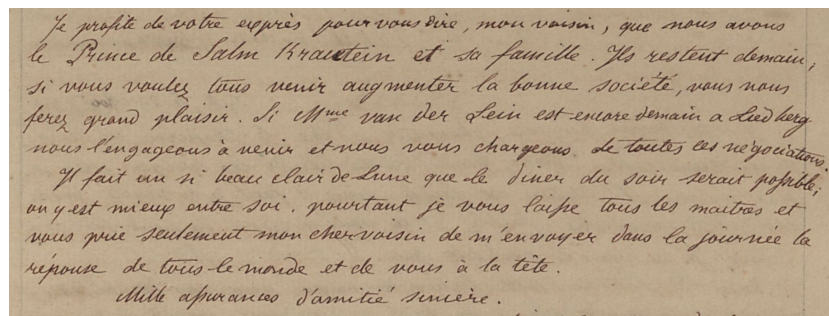 Je profite de votre exprès pour vous dire, mon voisin, que nous avons
le Prince de Salm Krautein et sa famille. Ils restent demain,
si vous voulez tous venir augmenter la bonne société, vous nous
ferez grand plaisir. Si Mme van der Lein est encore demain a Liedberg
nous l'engageons à venir et nous vous chargeons de toutes ces négociations
Il fait un si beau clair de Lune que le diner du soir serait possible;
on y est mieux entre soi. pourtant je vous laisse tous les maitres et
vous prie seulement mon cher voisin de m'envoyer dans la journée la
réponse de tous le monde et de vous à la tête.
Mille assurances d'amitié sincère.